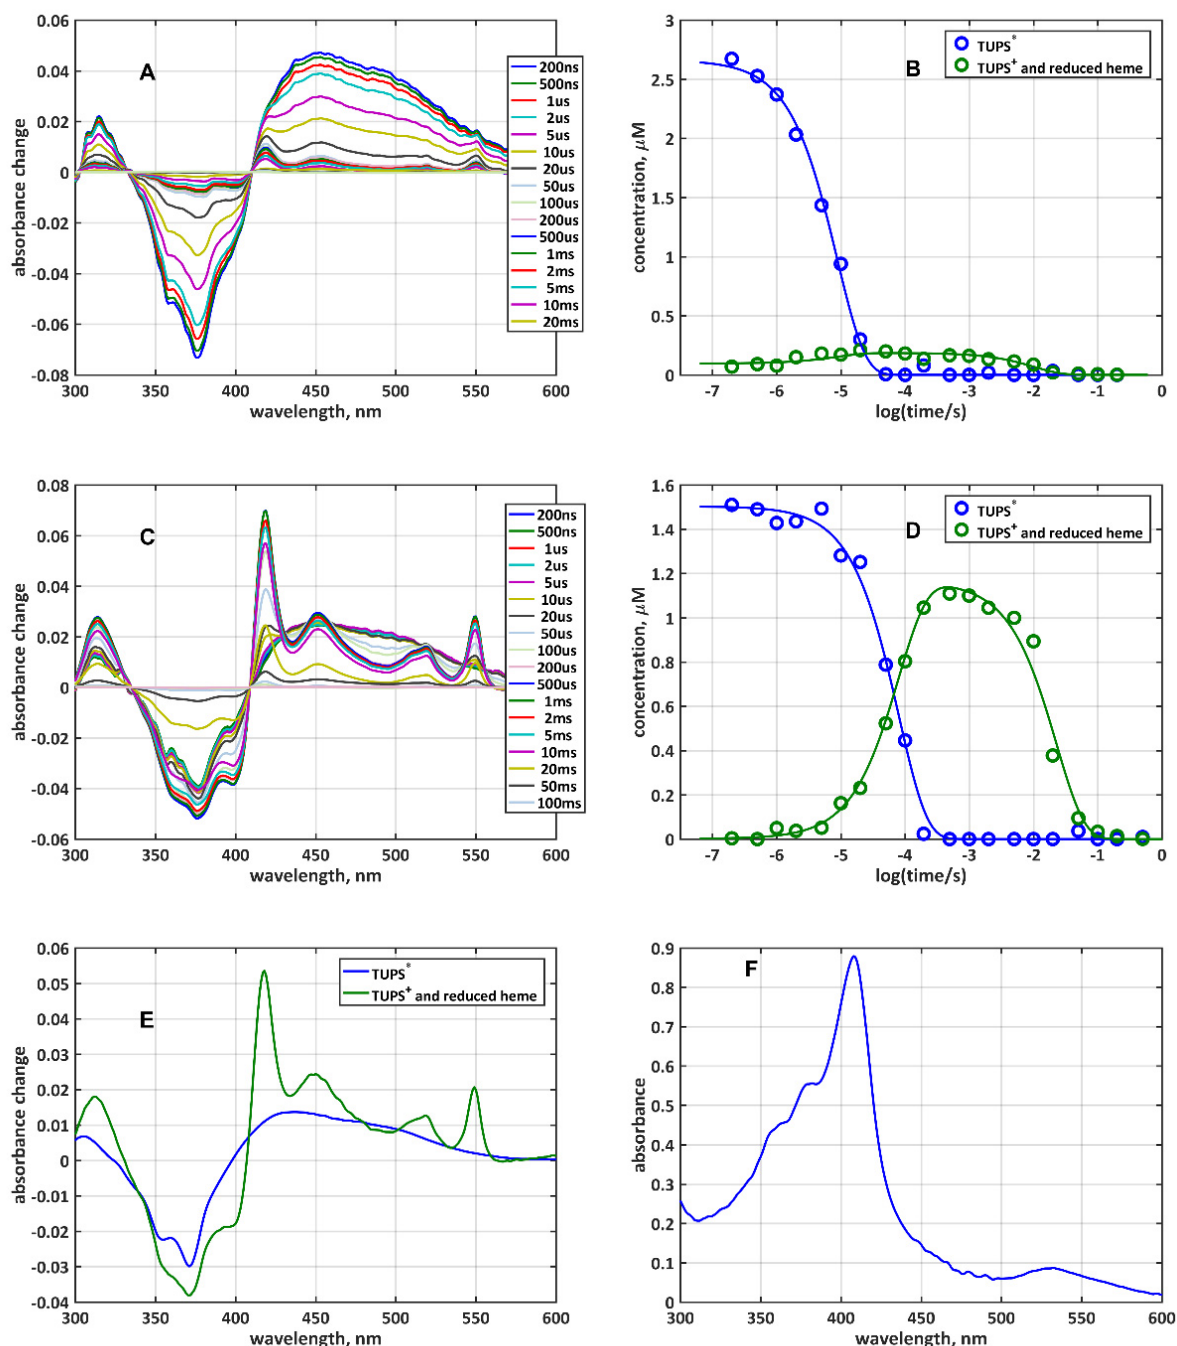 0.06
0.04
0.02
0
-0.02
-0.04
-0.06
-0.08
absorbance change
A
200ns
500ns
1us
2us
5us
10us
20us
50us
100us
200us
500us
1ms
2ms
5ms
10ms
20ms
300 350 400 450 500 550 600
wavelength, nm
3
2.5
2
1.5
1
0.5
0
concentration, μM
B
TUPS*
TUPS+ and reduced heme
-7 -6 -5 -4 -3 -2 -1 0
log(time/s)
0.08
0.06
0.04
0.02
0
-0.02
-0.04
-0.06
absorbance change
C
200ns
500ns
1us
2us
5us
10us
20us
50us
100us
200us
500us
1ms
2ms
5ms
10ms
20ms
50ms
100ms
300 350 400 450 500 550 600
wavelength, nm
1.6
1.4
1.2
1
0.8
0.6
0.4
0.2
0
concentration, μM
D
TUPS*
TUPS+ and reduced heme
-7 -6 -5 -4 -3 -2 -1 0
log(time/s)
0.06
0.05
0.04
0.03
0.02
0.01
0
-0.01
-0.02
-0.03
-0.04
absorbance change
E
TUPS*
TUPS+ and reduced heme
300 350 400 450 500 550 600
wavelength, nm
0.9
0.8
0.7
0.6
0.5
0.4
0.3
0.2
0.1
0
absorbance
F
300 350 400 450 500 550 600
wavelength, nm